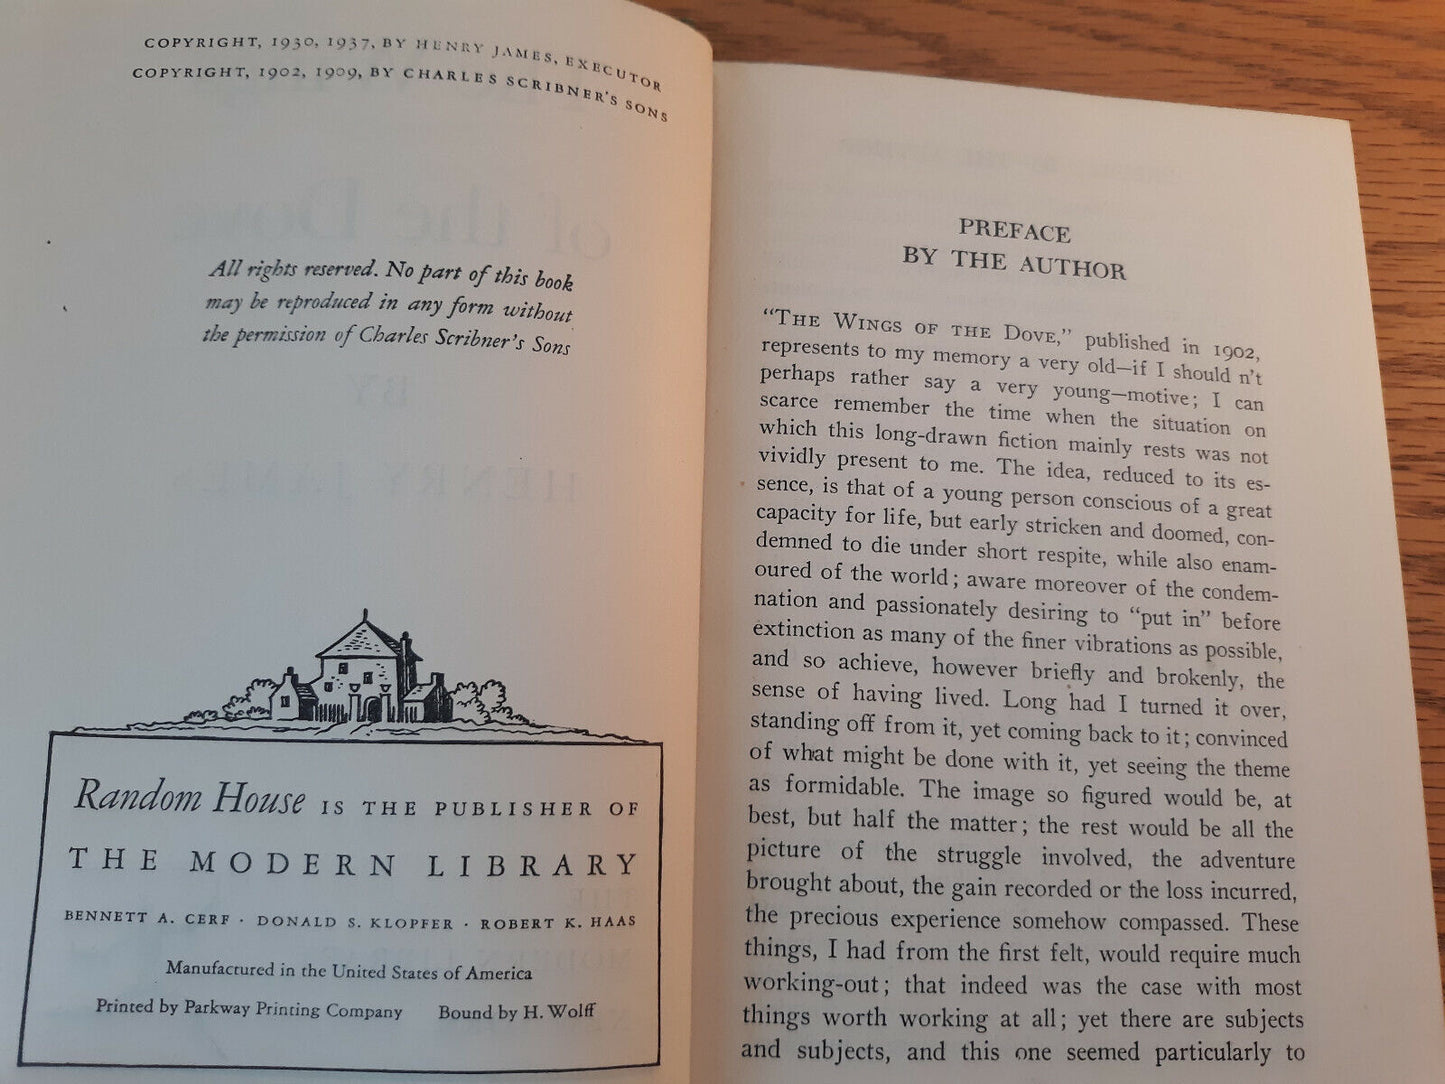 COPYRIGHT, 1930, 1937, BY HENRY JAMES, EXECUTOR
COPYRIGHT, 1902, 1909, BY CHARLES SCRIBNER'S SONS
of the Dove
All rights reserved. No part of this book
may be reproduced in any form without
the permission of Charles Scribner's Sons
BY
HENRY JAMES
Random House IS THE PUBLISHER OF
THE MODERN LIBRARY
BENNETT A. CERF · DONALD S. KLOPFER · ROBERT K. HAAS
Manufactured in the United States of America
Printed by Parkway Printing Company Bound by H. Wolff
PREFACE
BY THE AUTHOR
"THE WINGS OF THE DOVE," published in 1902,
represents to my memory a very old—if I should n't
perhaps rather say a very young—motive; I can
scarce remember the time when the situation on
which this long-drawn fiction mainly rests was not
vividly present to me. The idea, reduced to its es-
sence, is that of a young person conscious of a great
capacity for life, but early stricken and doomed, con-
demned to die under short respite, while also enam-
oured of the world; aware moreover of the condem-
nation and passionately desiring to "put in" before
extinction as many of the finer vibrations as possible,
and so achieve, however briefly and brokenly, the
sense of having lived. Long had I turned it over,
standing off from it, yet coming back to it; convinced
of what might be done with it, yet seeing the theme
as formidable. The image so figured would be, at
best, but half the matter; the rest would be all the
picture of the struggle involved, the adventure
brought about, the gain recorded or the loss incurred,
the precious experience somehow compassed. These
things, I had from the first felt, would require much
working-out; that indeed was the case with most
things worth working at all; yet there are subjects
and subjects, and this one seemed particularly to